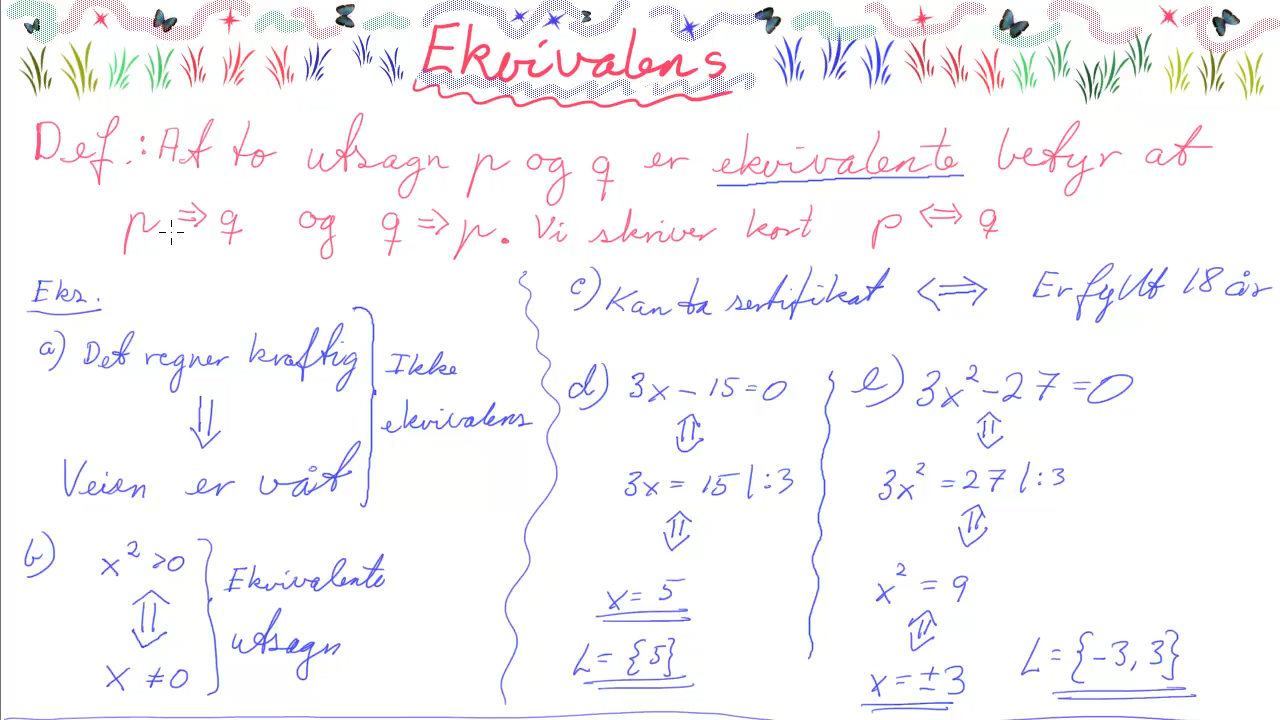 Ekvivalens
Def.: At to utsagn p og q er ekvivalente betyr at
p ⇒ q og q ⇒ p. Vi skriver kort p ⇔ q
Eks.
a) Det regner kraftig
⇓
Veien er våt
Ikke
ekvivalens
b) x² > 0
⇕
x ≠ 0
Ekvivalente
utsagn
c) Kan ta sertifikat ⇔ Er fyllt 18 år
d) 3x − 15 = 0
⇕
3x = 15 | : 3
⇕
x = 5
L = {5}
e) 3x² − 27 = 0
⇕
3x² = 27 | : 3
⇕
x² = 9
⇕
x = ±3
L = {−3, 3}